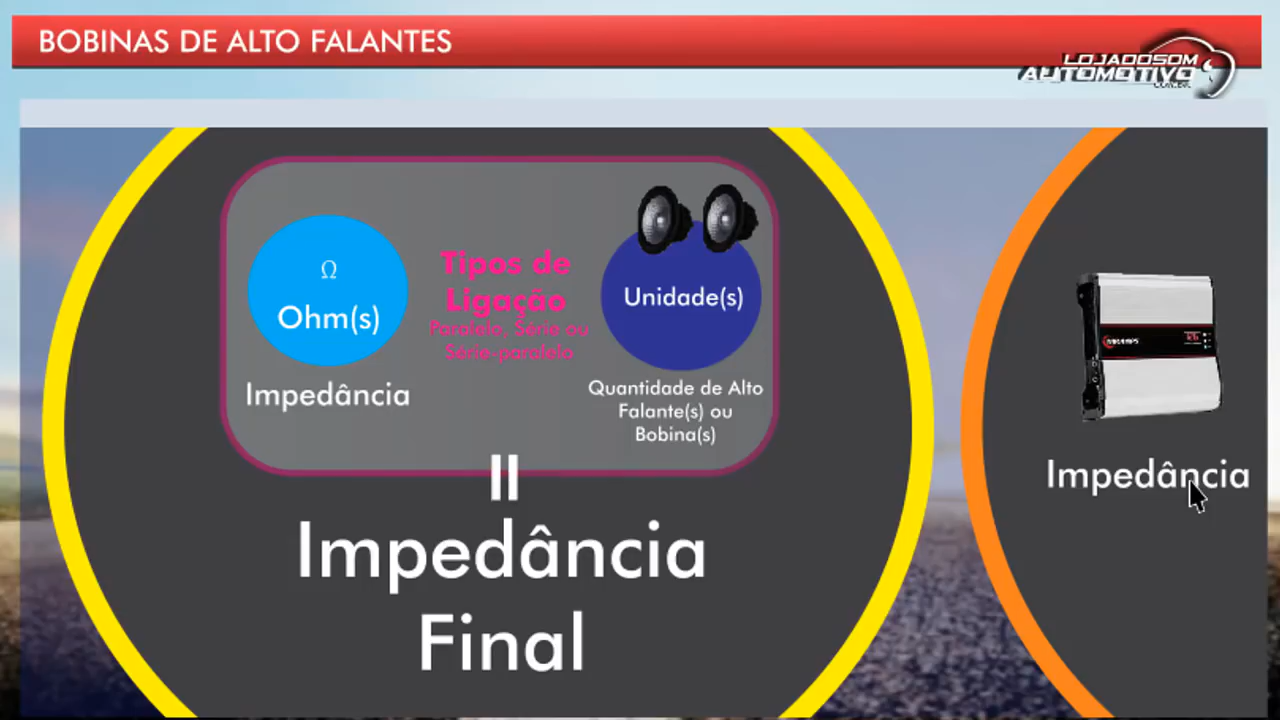 BOBINAS DE ALTO FALANTES
LOJADOSOM
AUTOMOTIVO
Ω
Ohm(s)
Impedância
Tipos de
Ligação
Paralelo, Série ou
Série-paralelo
Unidade(s)
Quantidade de Alto
Falante(s) ou
Bobina(s)
=
Impedância
Final
Impedância